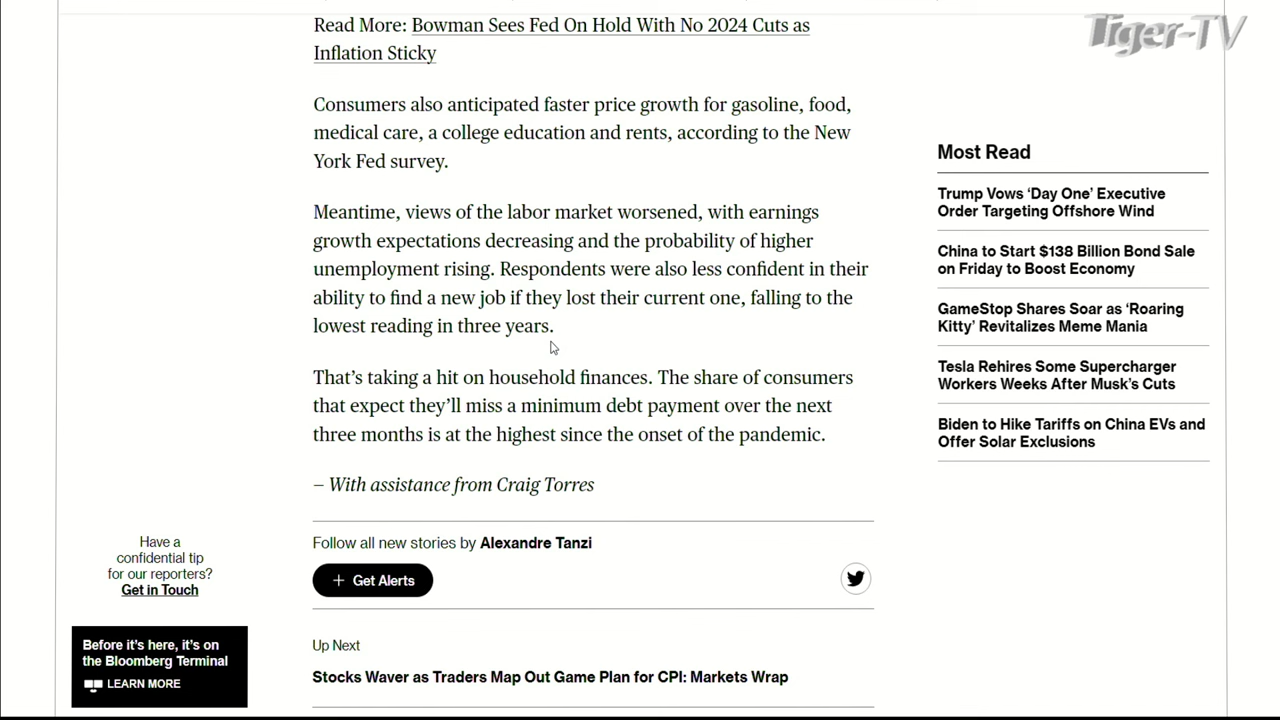 Tiger-TV
Read More: Bowman Sees Fed On Hold With No 2024 Cuts as
Inflation Sticky
Consumers also anticipated faster price growth for gasoline, food,
medical care, a college education and rents, according to the New
York Fed survey.
Meantime, views of the labor market worsened, with earnings
growth expectations decreasing and the probability of higher
unemployment rising. Respondents were also less confident in their
ability to find a new job if they lost their current one, falling to the
lowest reading in three years.
That’s taking a hit on household finances. The share of consumers
that expect they’ll miss a minimum debt payment over the next
three months is at the highest since the onset of the pandemic.
– With assistance from Craig Torres
Follow all new stories by Alexandre Tanzi
+ Get Alerts
Up Next
Stocks Waver as Traders Map Out Game Plan for CPI: Markets Wrap
Have a
confidential tip
for our reporters?
Get in Touch
Before it’s here, it’s on
the Bloomberg Terminal
LEARN MORE
Most Read
Trump Vows ‘Day One’ Executive
Order Targeting Offshore Wind
China to Start $138 Billion Bond Sale
on Friday to Boost Economy
GameStop Shares Soar as ‘Roaring
Kitty’ Revitalizes Meme Mania
Tesla Rehires Some Supercharger
Workers Weeks After Musk’s Cuts
Biden to Hike Tariffs on China EVs and
Offer Solar Exclusions